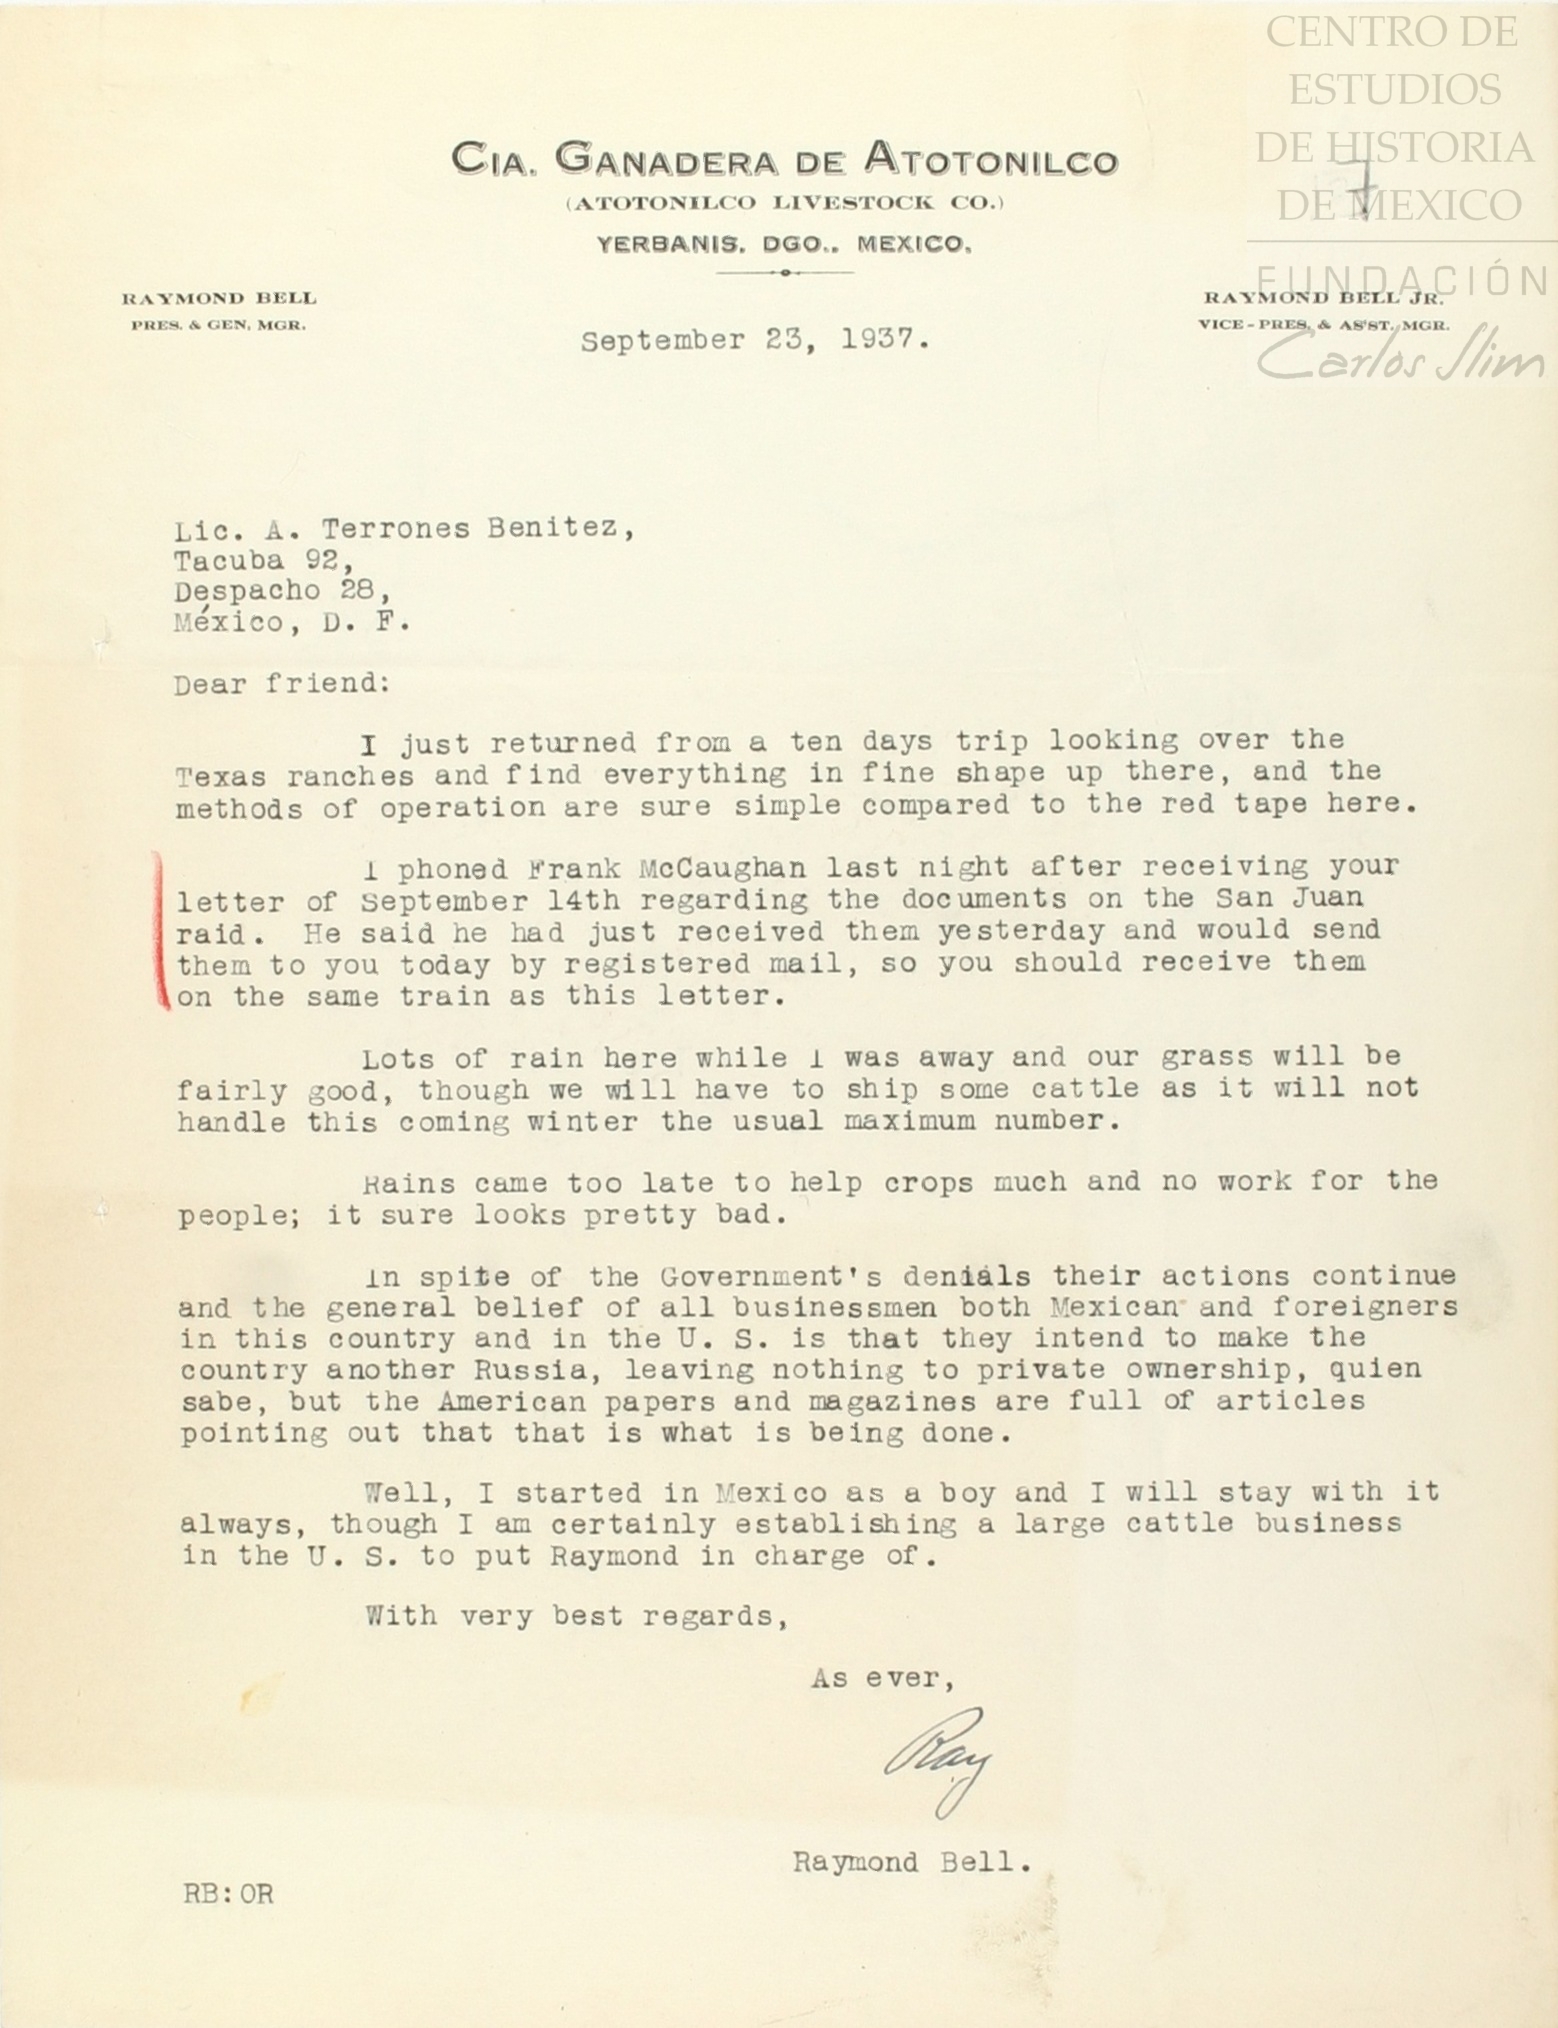 CENTRO DE
ESTUDIOS
DE HISTORIA
DE MEXICO
FUNDACIÓN
Carlos Slim
7
CIA. GANADERA DE ATOTONILCO
(ATOTONILCO LIVESTOCK CO.)
YERBANIS. DGO.. MEXICO.
RAYMOND BELL
PRES. & GEN. MGR.
RAYMOND BELL JR.
VICE-PRES. & AS'ST. MGR.
September 23, 1937.
Lic. A. Terrones Benitez,
Tacuba 92,
Despacho 28,
México, D. F.
Dear friend:
I just returned from a ten days trip looking over the
Texas ranches and find everything in fine shape up there, and the
methods of operation are sure simple compared to the red tape here.
I phoned Frank McCaughan last night after receiving your
letter of September 14th regarding the documents on the San Juan
raid. He said he had just received them yesterday and would send
them to you today by registered mail, so you should receive them
on the same train as this letter.
Lots of rain here while I was away and our grass will be
fairly good, though we will have to ship some cattle as it will not
handle this coming winter the usual maximum number.
Rains came too late to help crops much and no work for the
people; it sure looks pretty bad.
In spite of the Government's denials their actions continue
and the general belief of all businessmen both Mexican and foreigners
in this country and in the U. S. is that they intend to make the
country another Russia, leaving nothing to private ownership, quien
sabe, but the American papers and magazines are full of articles
pointing out that that is what is being done.
Well, I started in Mexico as a boy and I will stay with it
always, though I am certainly establishing a large cattle business
in the U. S. to put Raymond in charge of.
With very best regards,
As ever,
Ray
Raymond Bell.
RB:OR